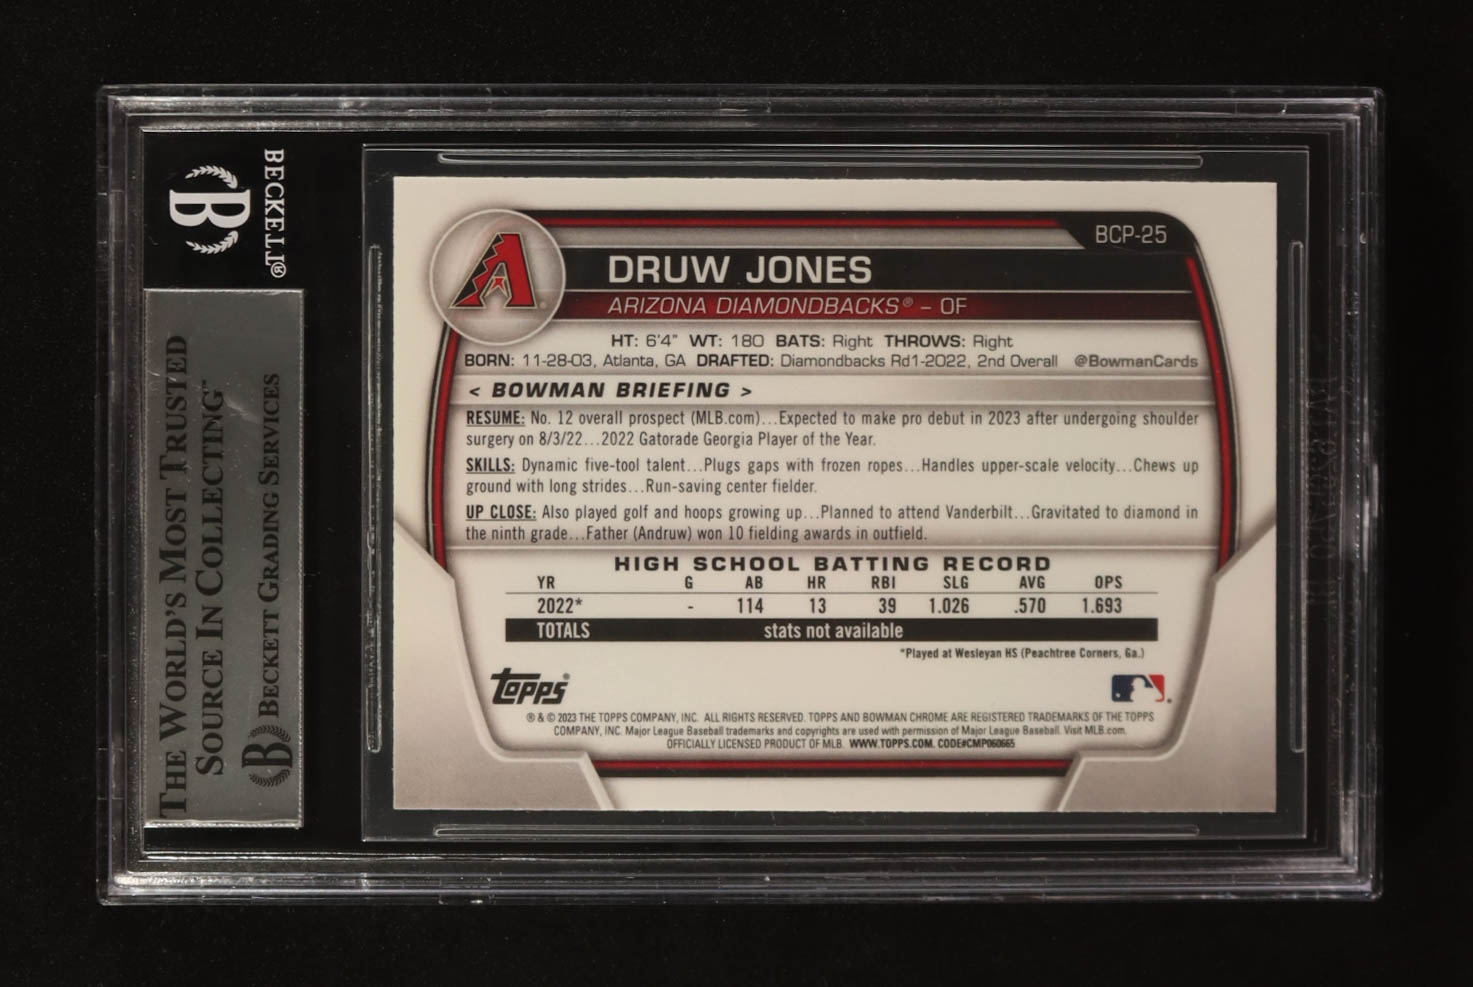 BECKETT®
B
THE WORLD'S MOST TRUSTED
SOURCE IN COLLECTING™
B BECKETT GRADING SERVICES
BCP-25
DRUW JONES
ARIZONA DIAMONDBACKS® – OF
HT: 6'4" WT: 180 BATS: Right THROWS: Right
BORN: 11-28-03, Atlanta, GA DRAFTED: Diamondbacks Rd1-2022, 2nd Overall @BowmanCards
< BOWMAN BRIEFING >
RESUME: No. 12 overall prospect (MLB.com)...Expected to make pro debut in 2023 after undergoing shoulder
surgery on 8/3/22...2022 Gatorade Georgia Player of the Year.
SKILLS: Dynamic five-tool talent...Plugs gaps with frozen ropes...Handles upper-scale velocity...Chews up
ground with long strides...Run-saving center fielder.
UP CLOSE: Also played golf and hoops growing up...Planned to attend Vanderbilt...Gravitated to diamond in
the ninth grade...Father (Andruw) won 10 fielding awards in outfield.
HIGH SCHOOL BATTING RECORD
YR G AB HR RBI SLG AVG OPS
2022* - 114 13 39 1.026 .570 1.693
TOTALS stats not available
*Played at Wesleyan HS (Peachtree Corners, Ga.)
Topps®
® & © 2023 THE TOPPS COMPANY, INC. ALL RIGHTS RESERVED. TOPPS AND BOWMAN CHROME ARE REGISTERED TRADEMARKS OF THE TOPPS
COMPANY, INC. Major League Baseball trademarks and copyrights are used with permission of Major League Baseball. Visit MLB.com.
OFFICIALLY LICENSED PRODUCT OF MLB. WWW.TOPPS.COM. CODE#CMP060665